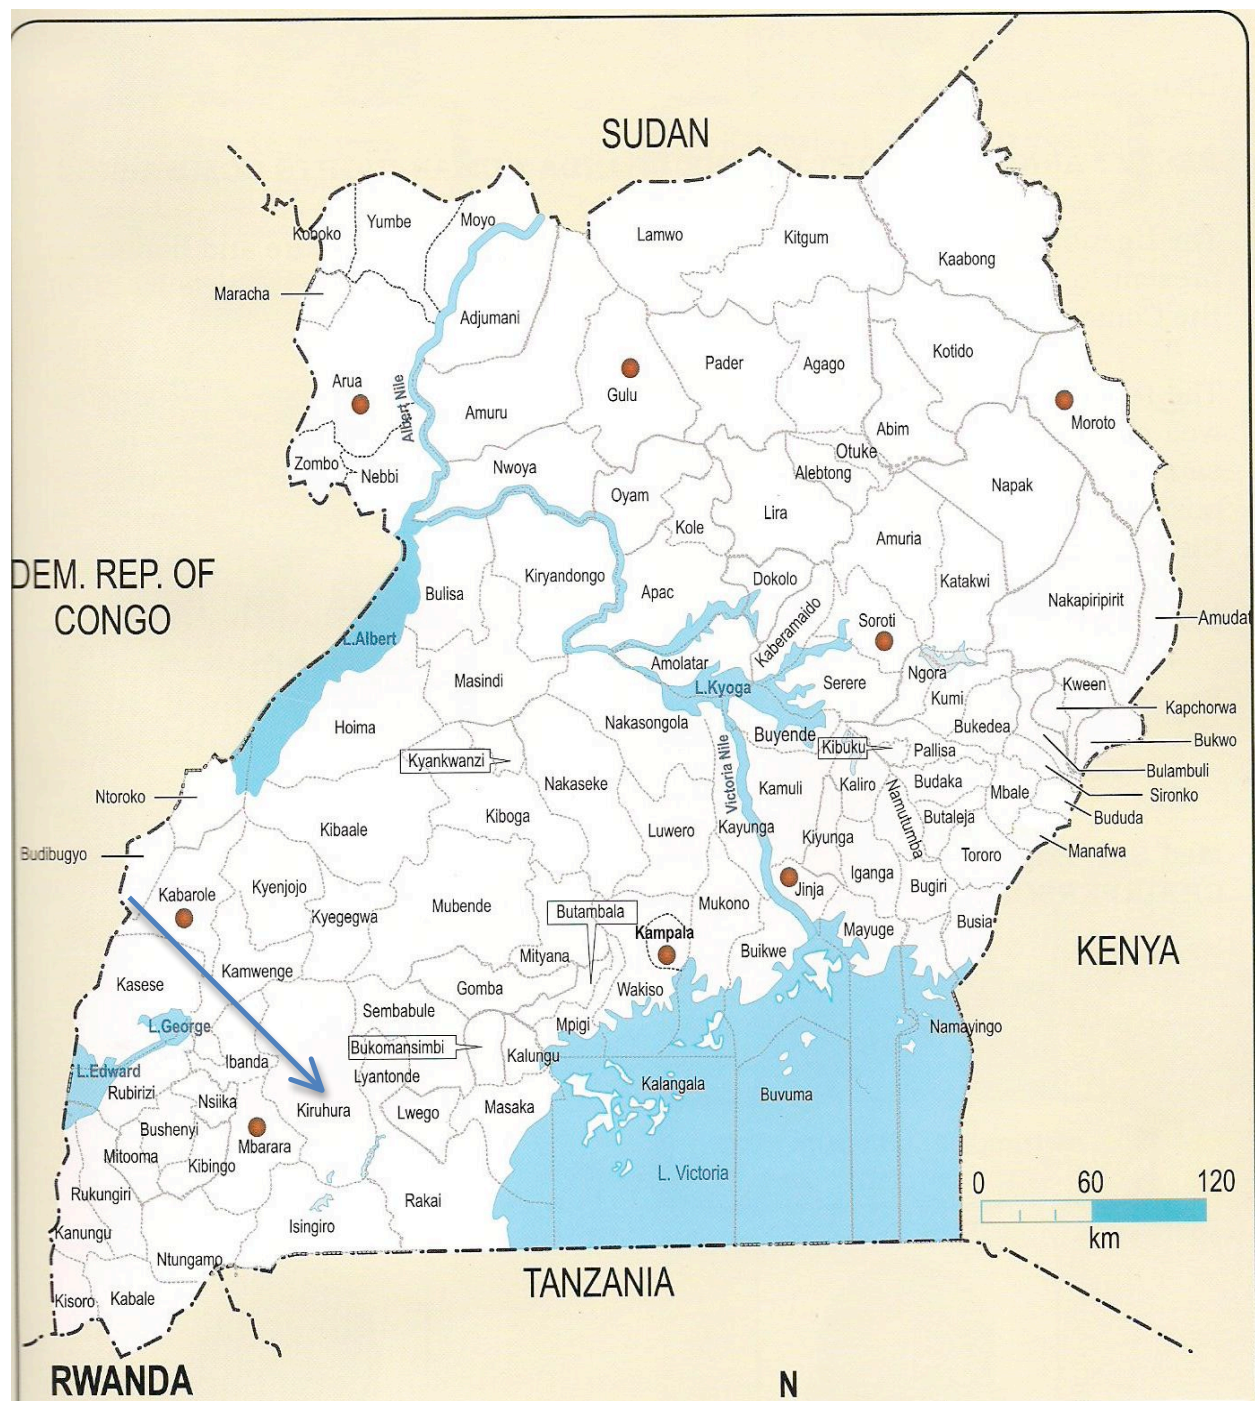 SUDAN
Koboko
Yumbe
Moyo
Lamwo
Kitgum
Kaabong
Maracha
Adjumani
Arua
Albert Nile
Amuru
Gulu
Pader
Agago
Kotido
Moroto
Abim
Otuke
Alebtong
Zombo
Nebbi
Nwoya
Oyam
Kole
Lira
Napak
Amuria
DEM. REP. OF
CONGO
Bulisa
Kiryandongo
Apac
Dokolo
Katakwi
Nakapiripirit
Amudat
L.Albert
Kaberamaido
Soroti
Amolatar
Masindi
L.Kyoga
Serere
Ngora
Kumi
Kween
Kapchorwa
Hoima
Nakasongola
Buyende
Bukedea
Bukwo
Kyankwanzi
Kibuku
Pallisa
Bulambuli
Ntoroko
Nakaseke
Victoria Nile
Kamuli
Kaliro
Budaka
Mbale
Sironko
Kibaale
Kiboga
Luwero
Kayunga
Kiyunga
Namutumba
Butaleja
Bududa
Budibugyo
Tororo
Manafwa
Kabarole
Kyenjojo
Kyegegwa
Mubende
Butambala
Mukono
Jinja
Iganga
Bugiri
Kampala
Mayuge
Busia
KENYA
Kasese
Kamwenge
Mityana
Buikwe
Gomba
Wakiso
Sembabule
Mpigi
L.George
Namayingo
Bukomansimbi
Kalungu
Ibanda
L.Edward
Lyantonde
Rubirizi
Nsiika
Kiruhura
Lwego
Masaka
Kalangala
Buvuma
Bushenyi
Mbarara
Mitooma
Kibingo
L. Victoria
Rukungiri
Rakai
0 60 120
km
Isingiro
Kanungu
Ntungamo
TANZANIA
Kisoro
Kabale
RWANDA
N